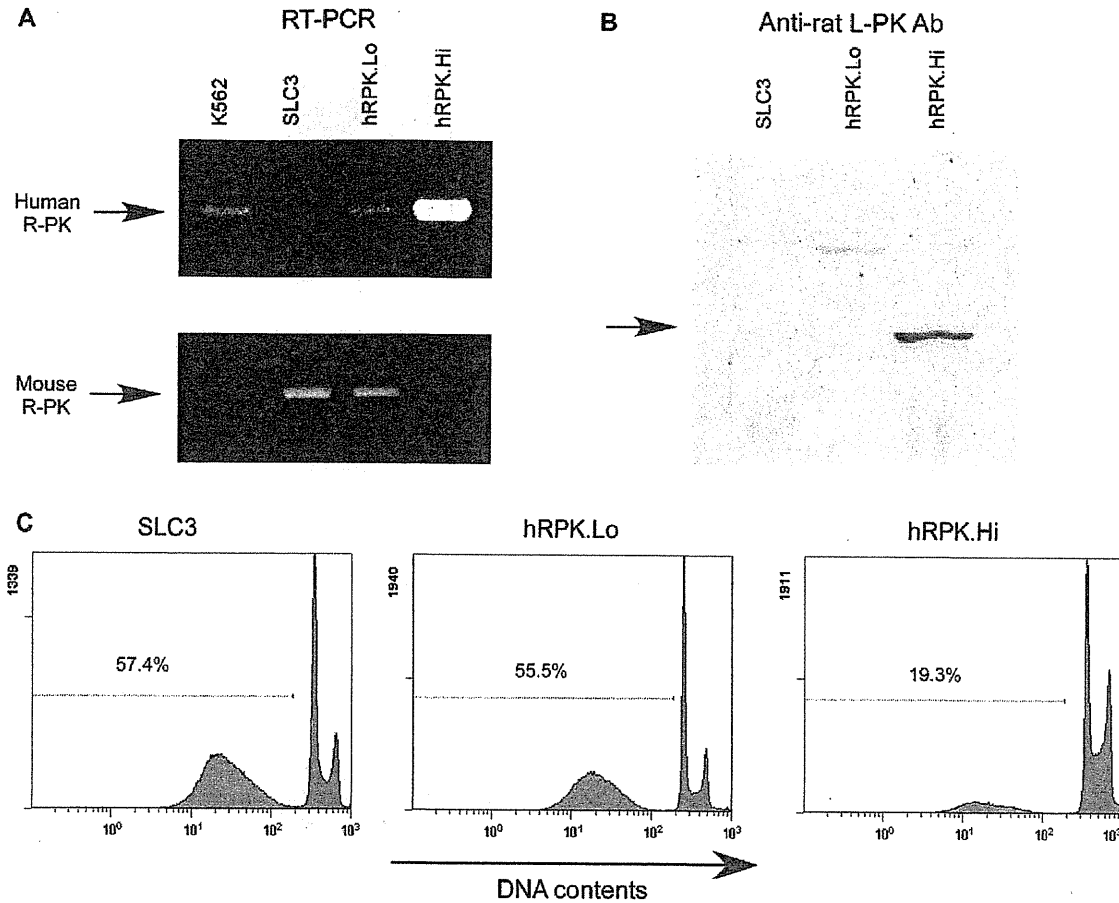 A
RT-PCR
K562
SLC3
hRPK.Lo
hRPK.Hi
Human
R-PK
Mouse
R-PK
B
Anti-rat L-PK Ab
SLC3
hRPK.Lo
hRPK.Hi
C
SLC3
1339
57.4%
10⁰ 10¹ 10² 10³
hRPK.Lo
1940
55.5%
10⁰ 10¹ 10² 10³
hRPK.Hi
1911
19.3%
10⁰ 10¹ 10² 10³
DNA contents